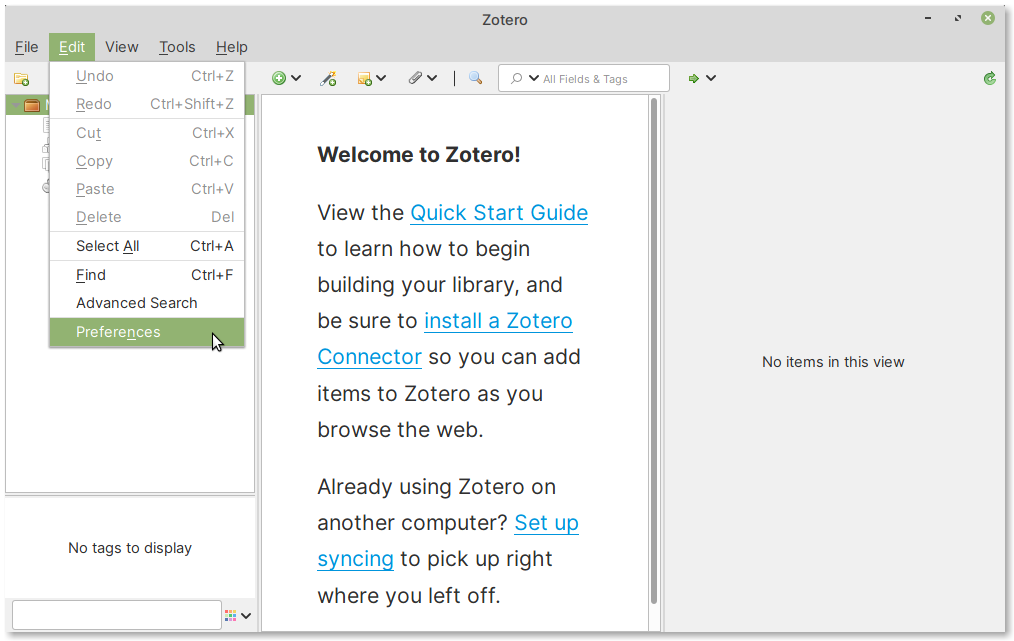 Zotero
File Edit View Tools Help
All Fields & Tags
Undo Ctrl+Z
Redo Ctrl+Shift+Z
Cut Ctrl+X
Copy Ctrl+C
Paste Ctrl+V
Delete Del
Select All Ctrl+A
Find Ctrl+F
Advanced Search
Preferences
No tags to display
Welcome to Zotero!
View the Quick Start Guide
to learn how to begin
building your library, and
be sure to install a Zotero
Connector so you can add
items to Zotero as you
browse the web.
Already using Zotero on
another computer? Set up
syncing to pick up right
where you left off.
No items in this view